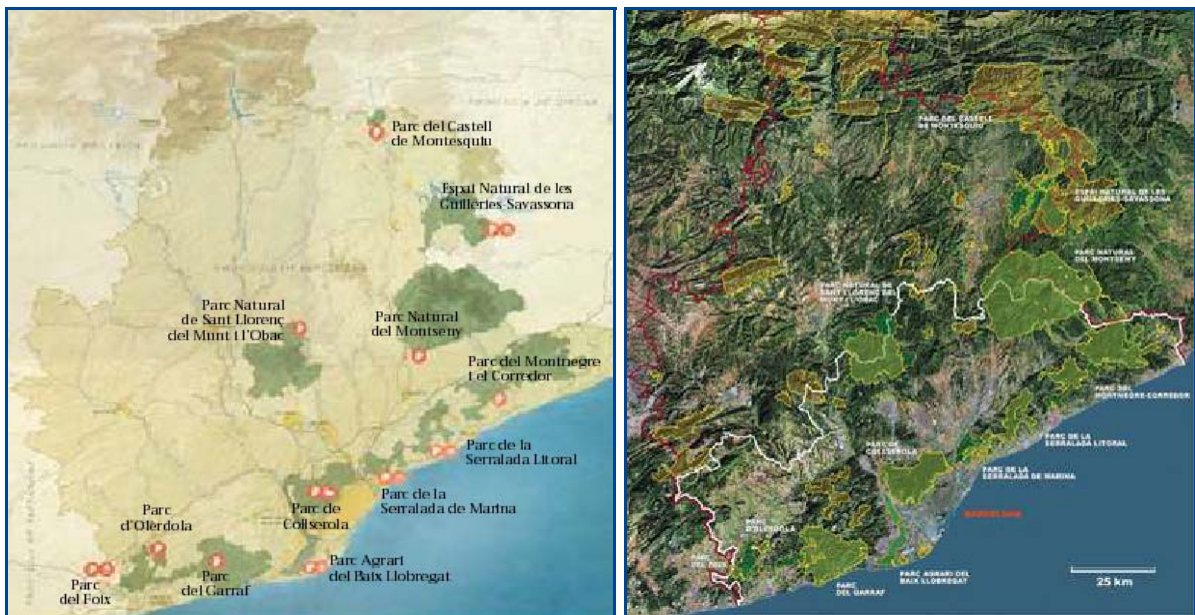 Parc del Castell
de Montesquiu
Espai Natural de les
Guilleries-Savassona
Parc Natural
de Sant Llorenç
del Munt i l'Obac
Parc Natural
del Montseny
Parc del Montnegre
i el Corredor
Parc de la
Serralada Litoral
Parc de la
Serralada de Marina
Parc de
Collserola
Parc
d'Olèrdola
Parc Agrari
del Baix Llobregat
Parc
del Foix
Parc
del Garraf
PARC DEL CASTELL
DE MONTESQUIU
ESPAI NATURAL DE LES
GUILLERIES-SAVASSONA
PARC NATURAL
DEL MONTSENY
PARC NATURAL DE
SANT LLORENÇ DEL
MUNT I L'OBAC
PARC DEL
MONTNEGRE-CORREDOR
PARC DE LA
SERRALADA LITORAL
PARC DE
COLLSEROLA
PARC DE LA
SERRALADA DE MARINA
BARCELONA
PARC
D'OLÈRDOLA
PARC
DEL FOIX
PARC AGRARI DEL
BAIX LLOBREGAT
PARC
DEL GARRAF
25 km